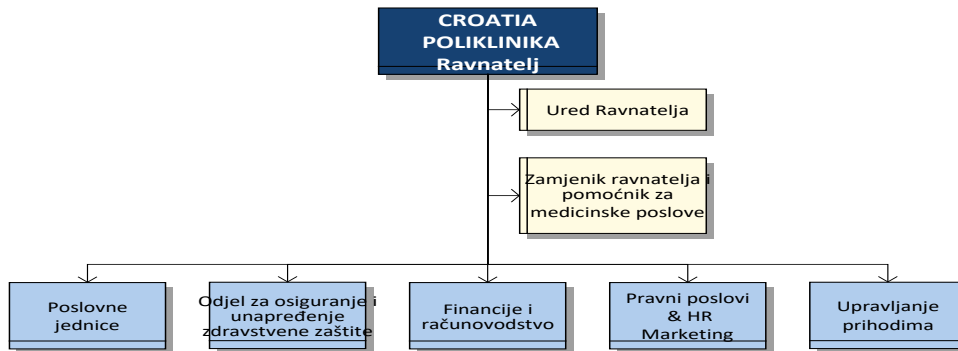 CROATIA
POLIKLINIKA
Ravnatelj
Ured Ravnatelja
Zamjenik ravnatelja i
pomoćnik za
medicinske poslove
Poslovne
jednice
Odjel za osiguranje i
unapređenje
zdravstvene zaštite
Financije i
računovodstvo
Pravni poslovi
& HR
Marketing
Upravljanje
prihodima